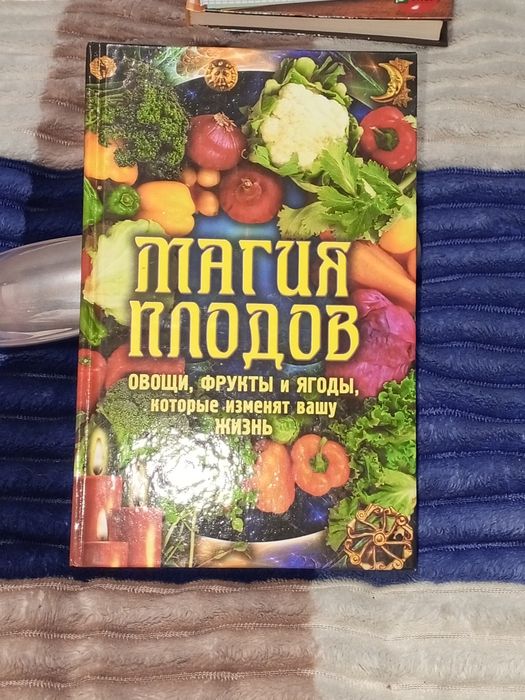 МАГИЯ
ПЛОДОВ
ОВОЩИ, ФРУКТЫ и ЯГОДЫ,
которые изменят вашу
ЖИЗНЬ